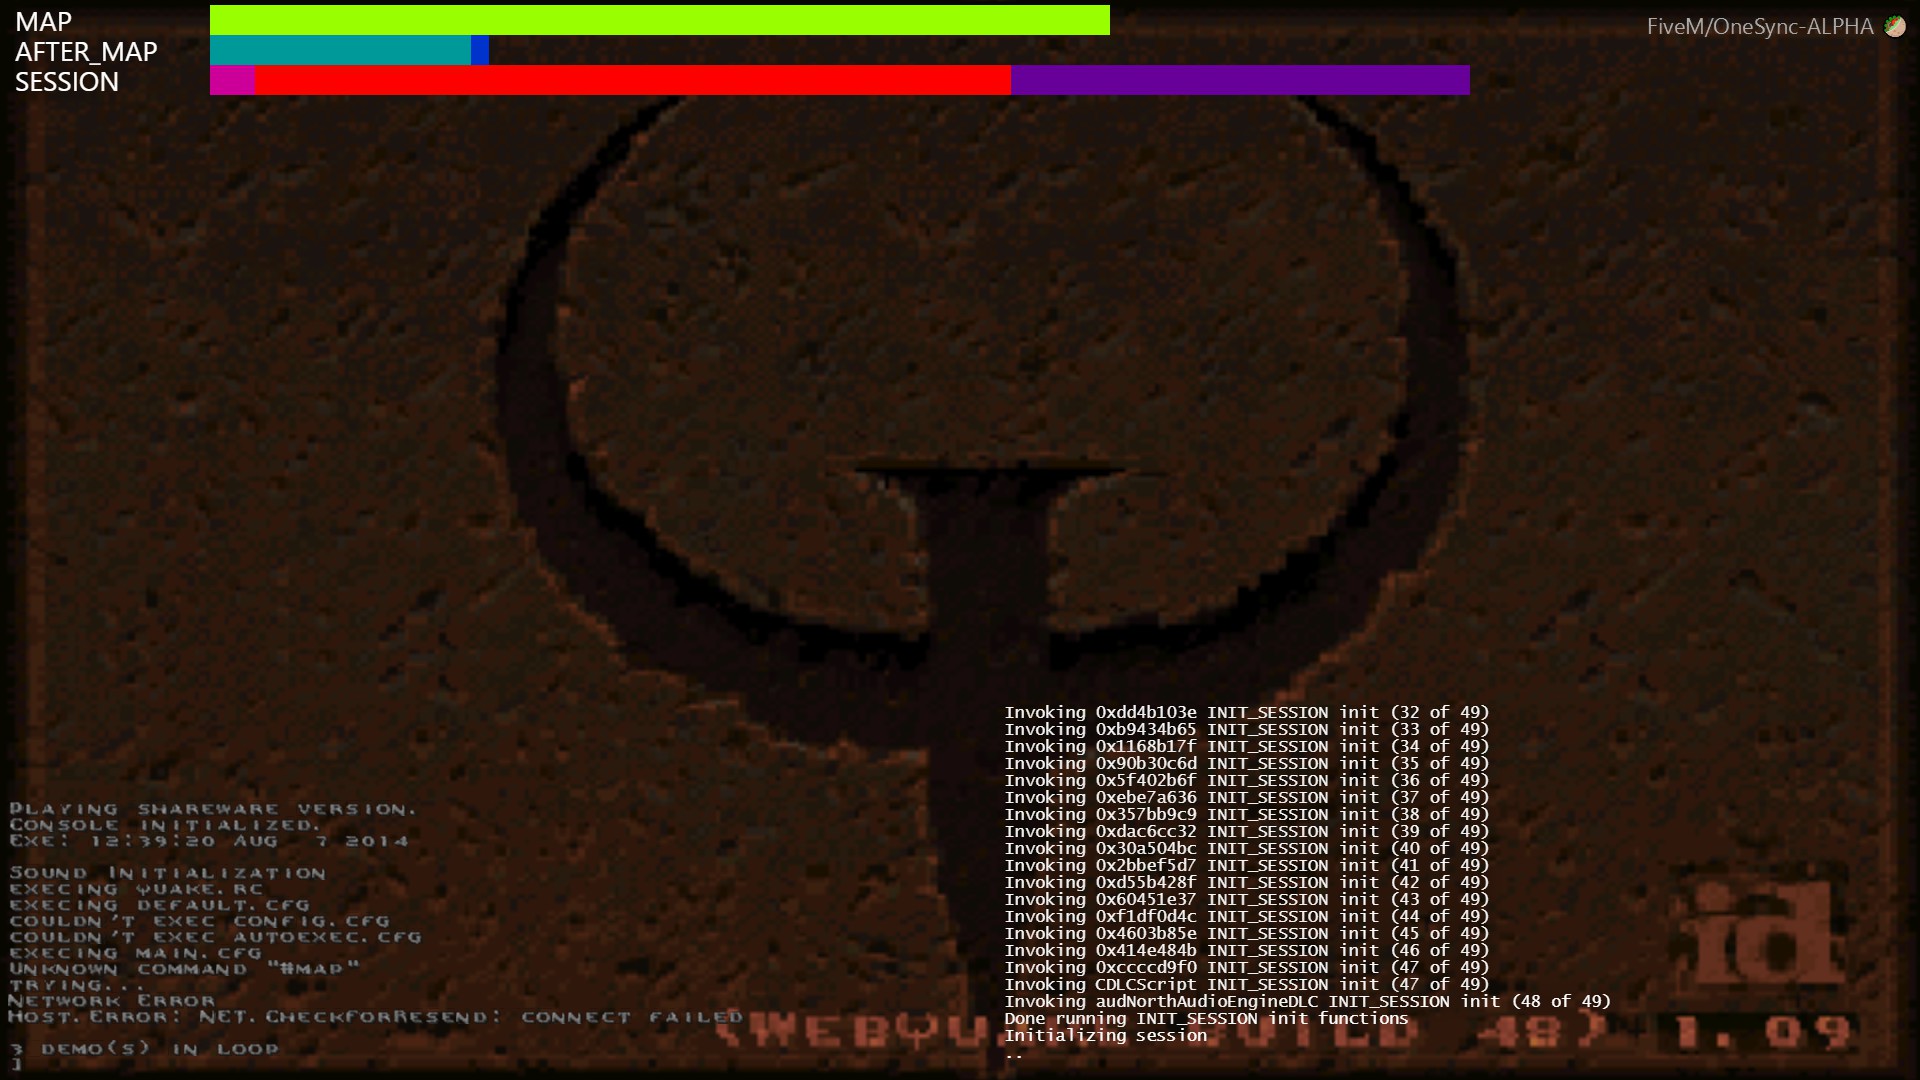 MAP
AFTER_MAP
SESSION
FiveM/OneSync-ALPHA
Invoking 0xdd4b103e INIT_SESSION init (32 of 49)
Invoking 0xb9434b65 INIT_SESSION init (33 of 49)
Invoking 0x1168b17f INIT_SESSION init (34 of 49)
Invoking 0x90b30c6d INIT_SESSION init (35 of 49)
Invoking 0x5f402b6f INIT_SESSION init (36 of 49)
Invoking 0xebe7a636 INIT_SESSION init (37 of 49)
Invoking 0x357bb9c9 INIT_SESSION init (38 of 49)
Invoking 0xdac6cc32 INIT_SESSION init (39 of 49)
Invoking 0x30a504bc INIT_SESSION init (40 of 49)
Invoking 0x2bbef5d7 INIT_SESSION init (41 of 49)
Invoking 0xd55b428f INIT_SESSION init (42 of 49)
Invoking 0x60451e37 INIT_SESSION init (43 of 49)
Invoking 0xf1df0d4c INIT_SESSION init (44 of 49)
Invoking 0x4603b85e INIT_SESSION init (45 of 49)
Invoking 0x414e484b INIT_SESSION init (46 of 49)
Invoking 0xccccd9f0 INIT_SESSION init (47 of 49)
Invoking CDLCScript INIT_SESSION init (47 of 49)
Invoking audNorthAudioEngineDLC INIT_SESSION init (48 of 49)
Done running INIT_SESSION init functions
Initializing session
..
PLAYING SHAREWARE VERSION.
CONSOLE INITIALIZED.
EXE: 12:39:20 AUG 7 2014
SOUND INITIALIZATION
EXECING QUAKE.RC
EXECING DEFAULT.CFG
COULDN'T EXEC CONFIG.CFG
COULDN'T EXEC AUTOEXEC.CFG
EXECING MAIN.CFG
UNKNOWN COMMAND "#MAP"
TRYING...
NETWORK ERROR
HOST_ERROR: NET_CHECKFORRESEND: CONNECT FAILED
3 DEMO(S) IN LOOP
]
id
48) 1.09